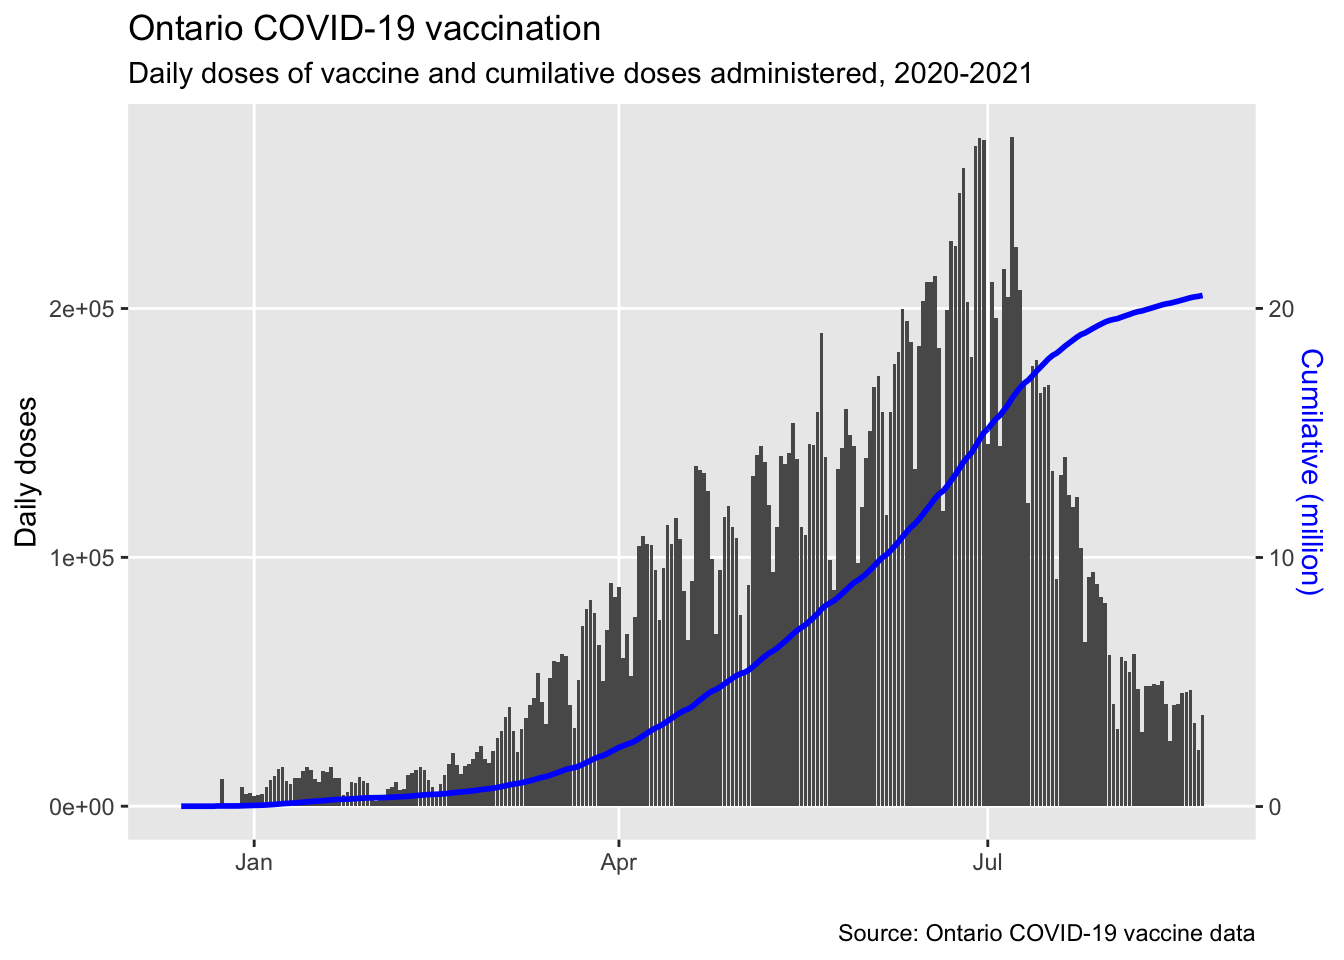 Ontario COVID-19 vaccination
Daily doses of vaccine and cumilative doses administered, 2020-2021
Daily doses
2e+05
1e+05
0e+00
20
10
0
Cumilative (million)
Jan
Apr
Jul
Source: Ontario COVID-19 vaccine data